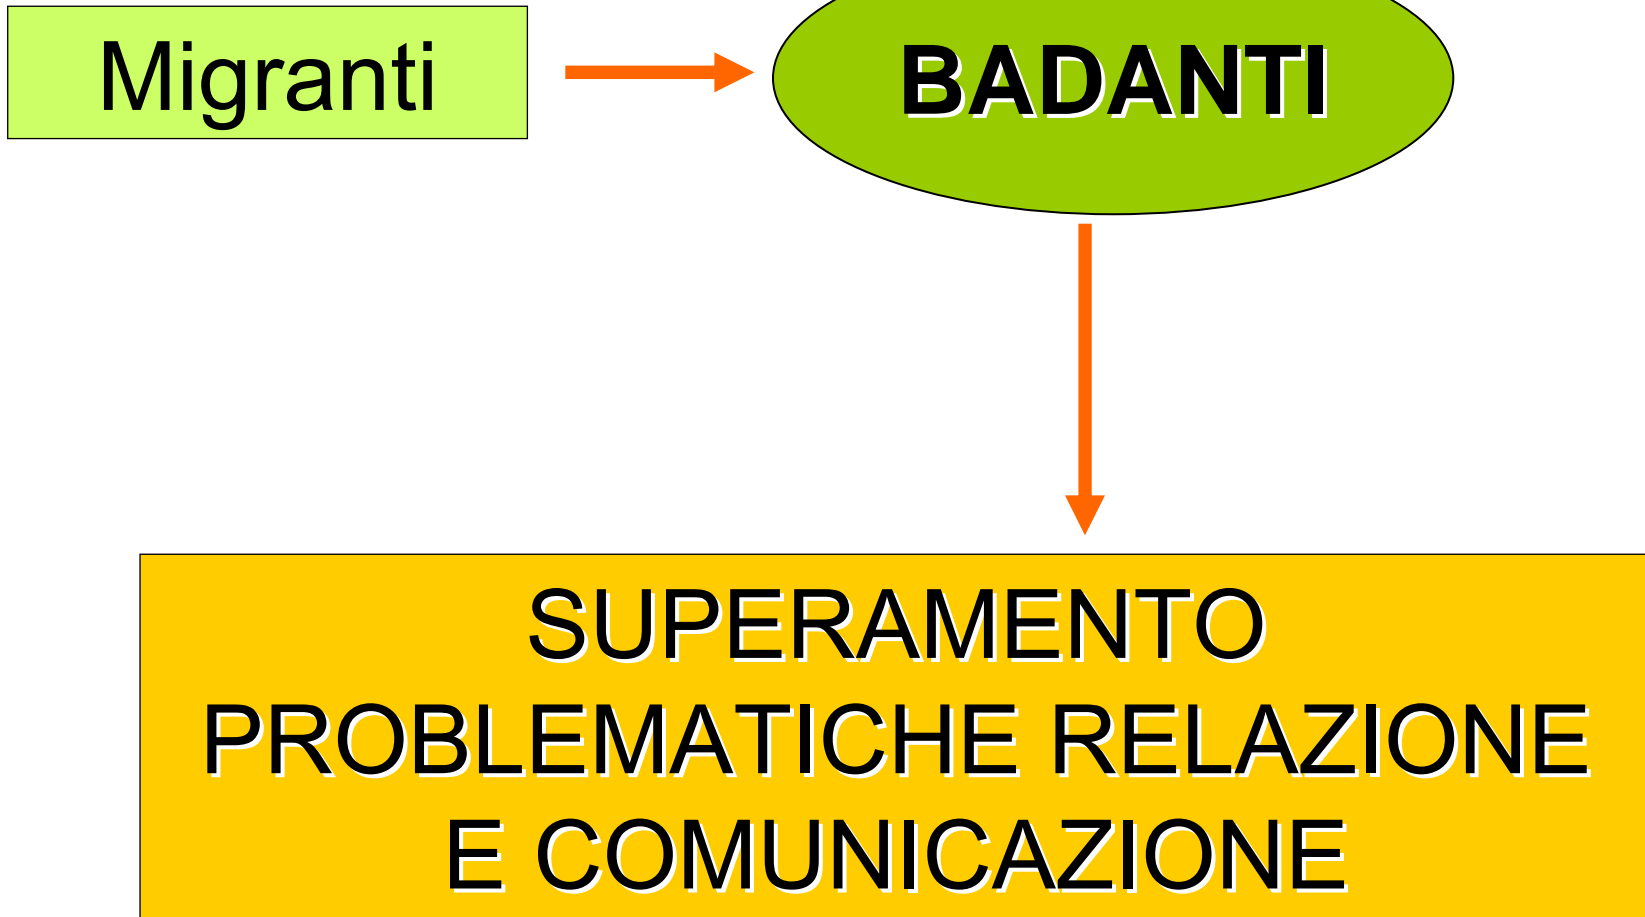 Migranti
BADANTI
SUPERAMENTO
PROBLEMATICHE RELAZIONE
E COMUNICAZIONE